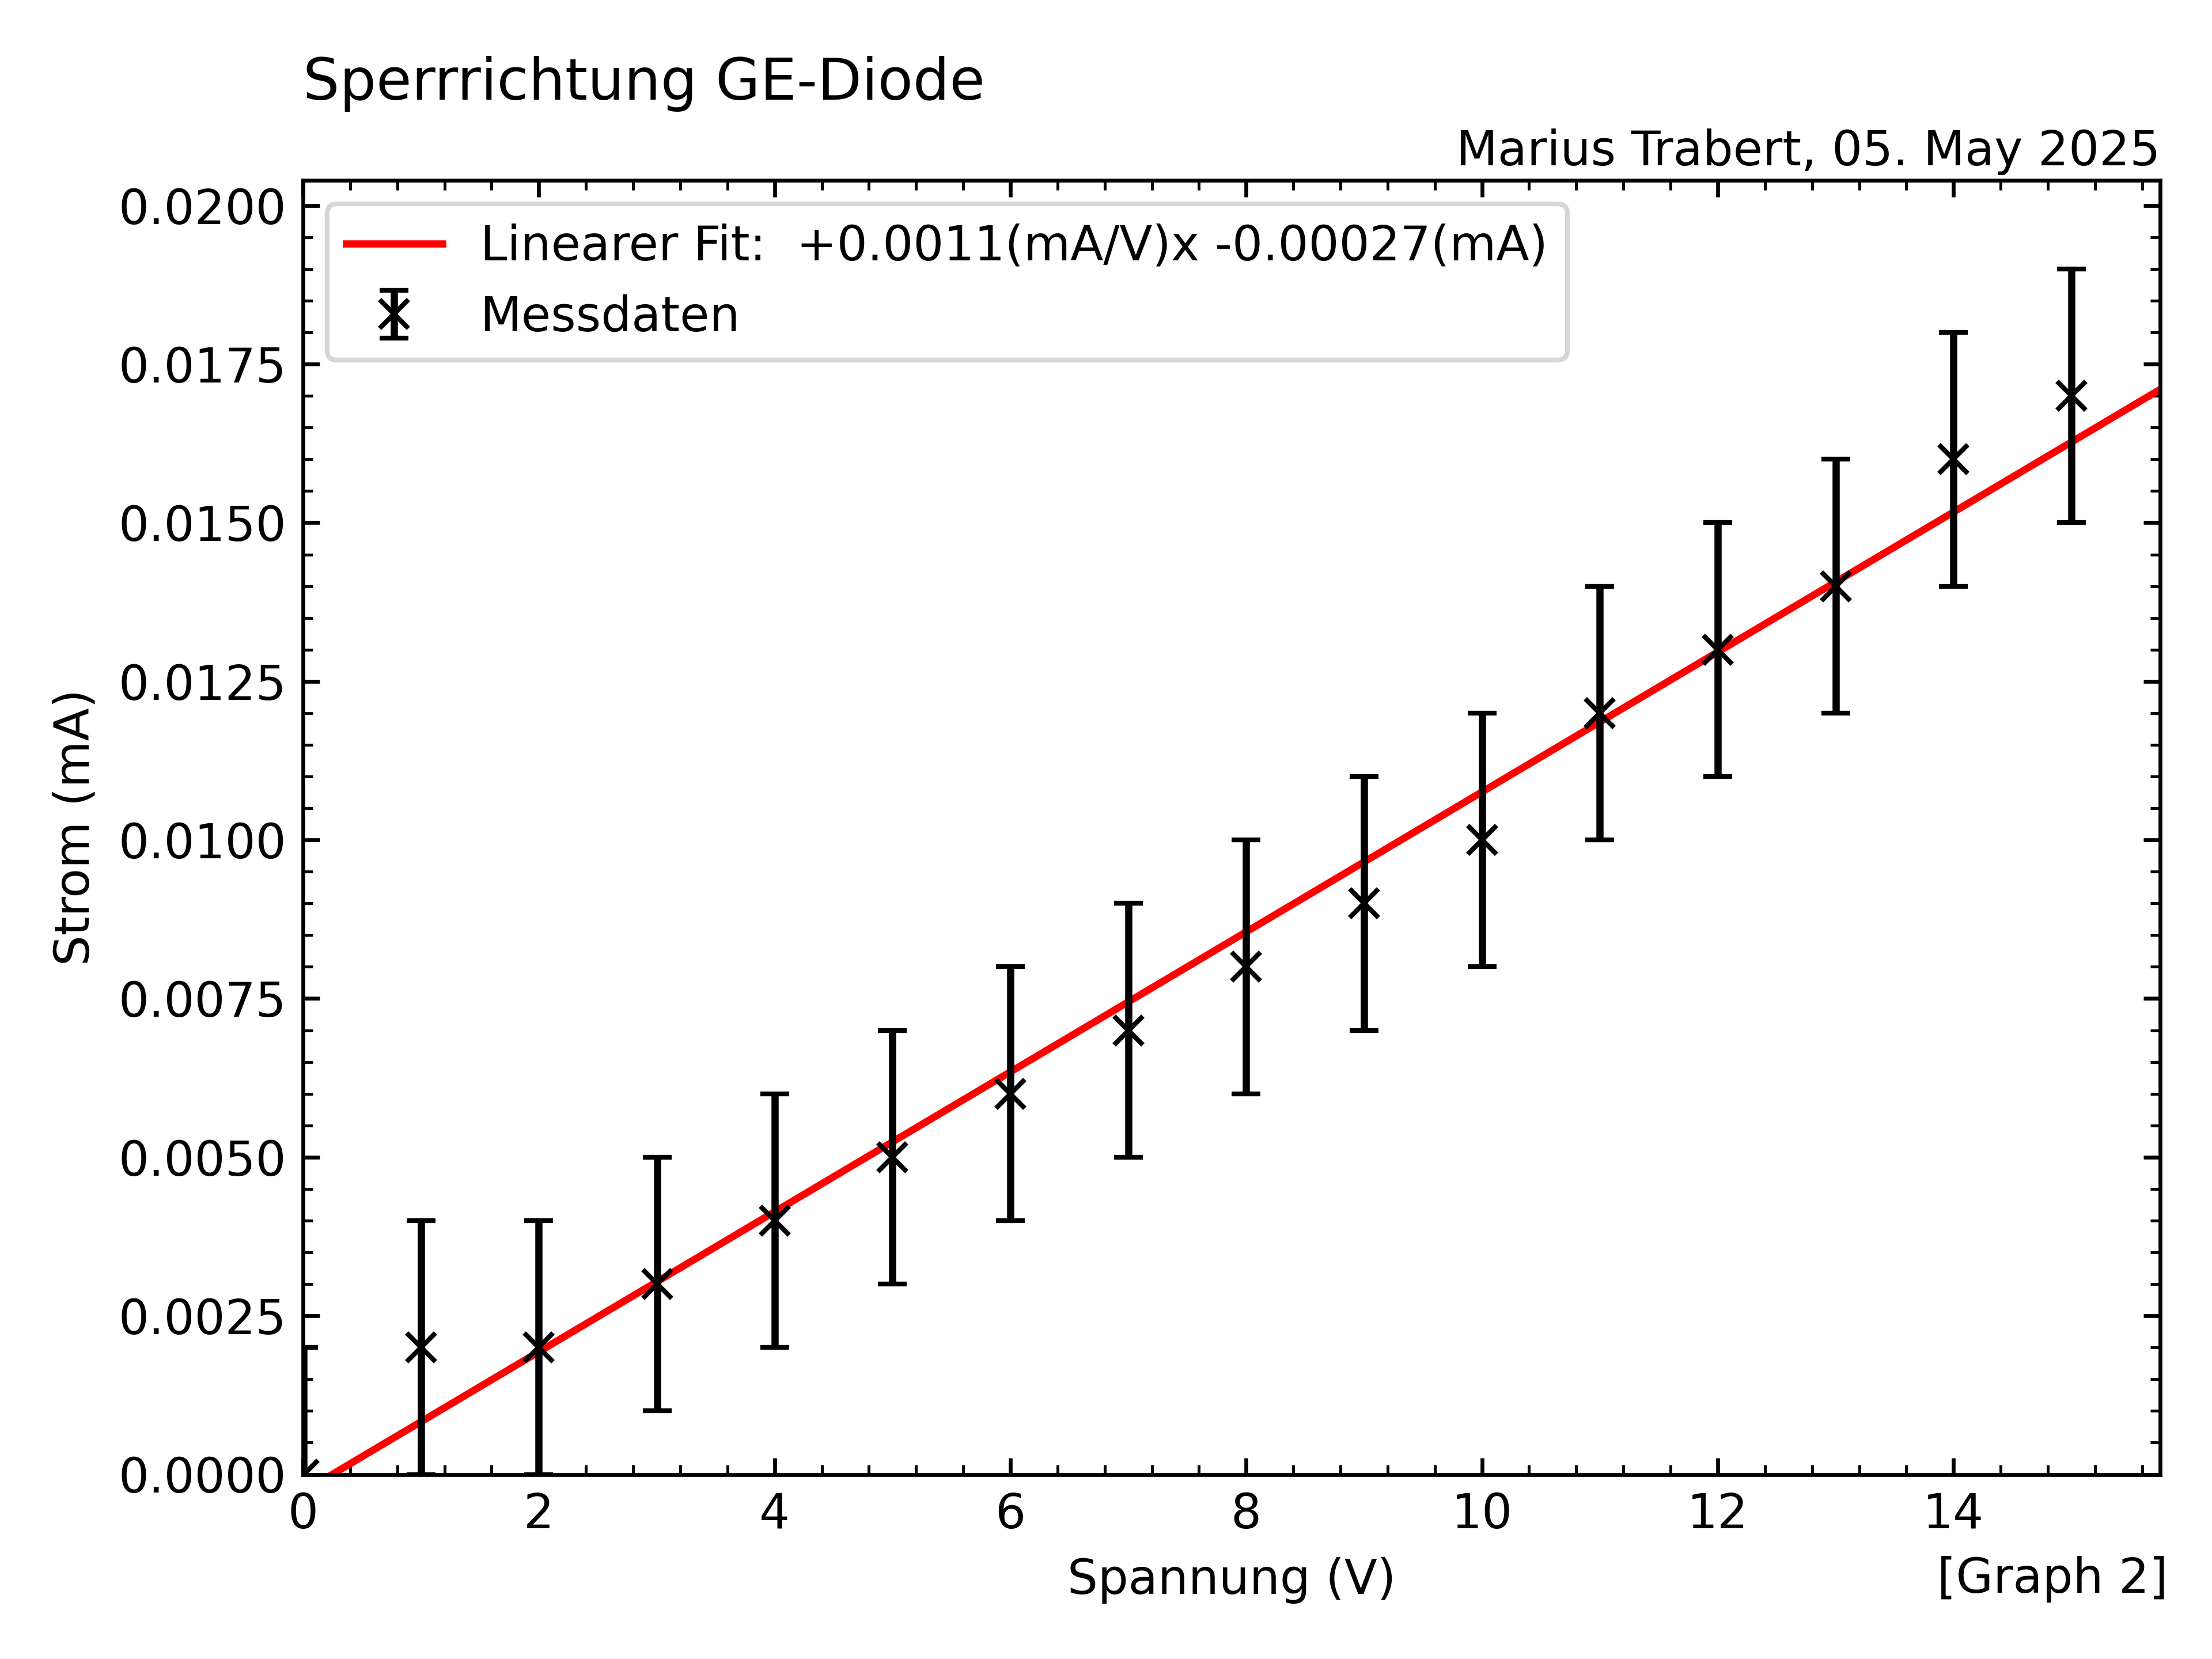 Sperrrichtung GE-Diode
Marius Trabert, 05. May 2025
Linearer Fit: +0.0011(mA/V)x -0.00027(mA)
Messdaten
0.0200
0.0175
0.0150
0.0125
0.0100
0.0075
0.0050
0.0025
0.0000
Strom (mA)
0 2 4 6 8 10 12 14
Spannung (V)
[Graph 2]